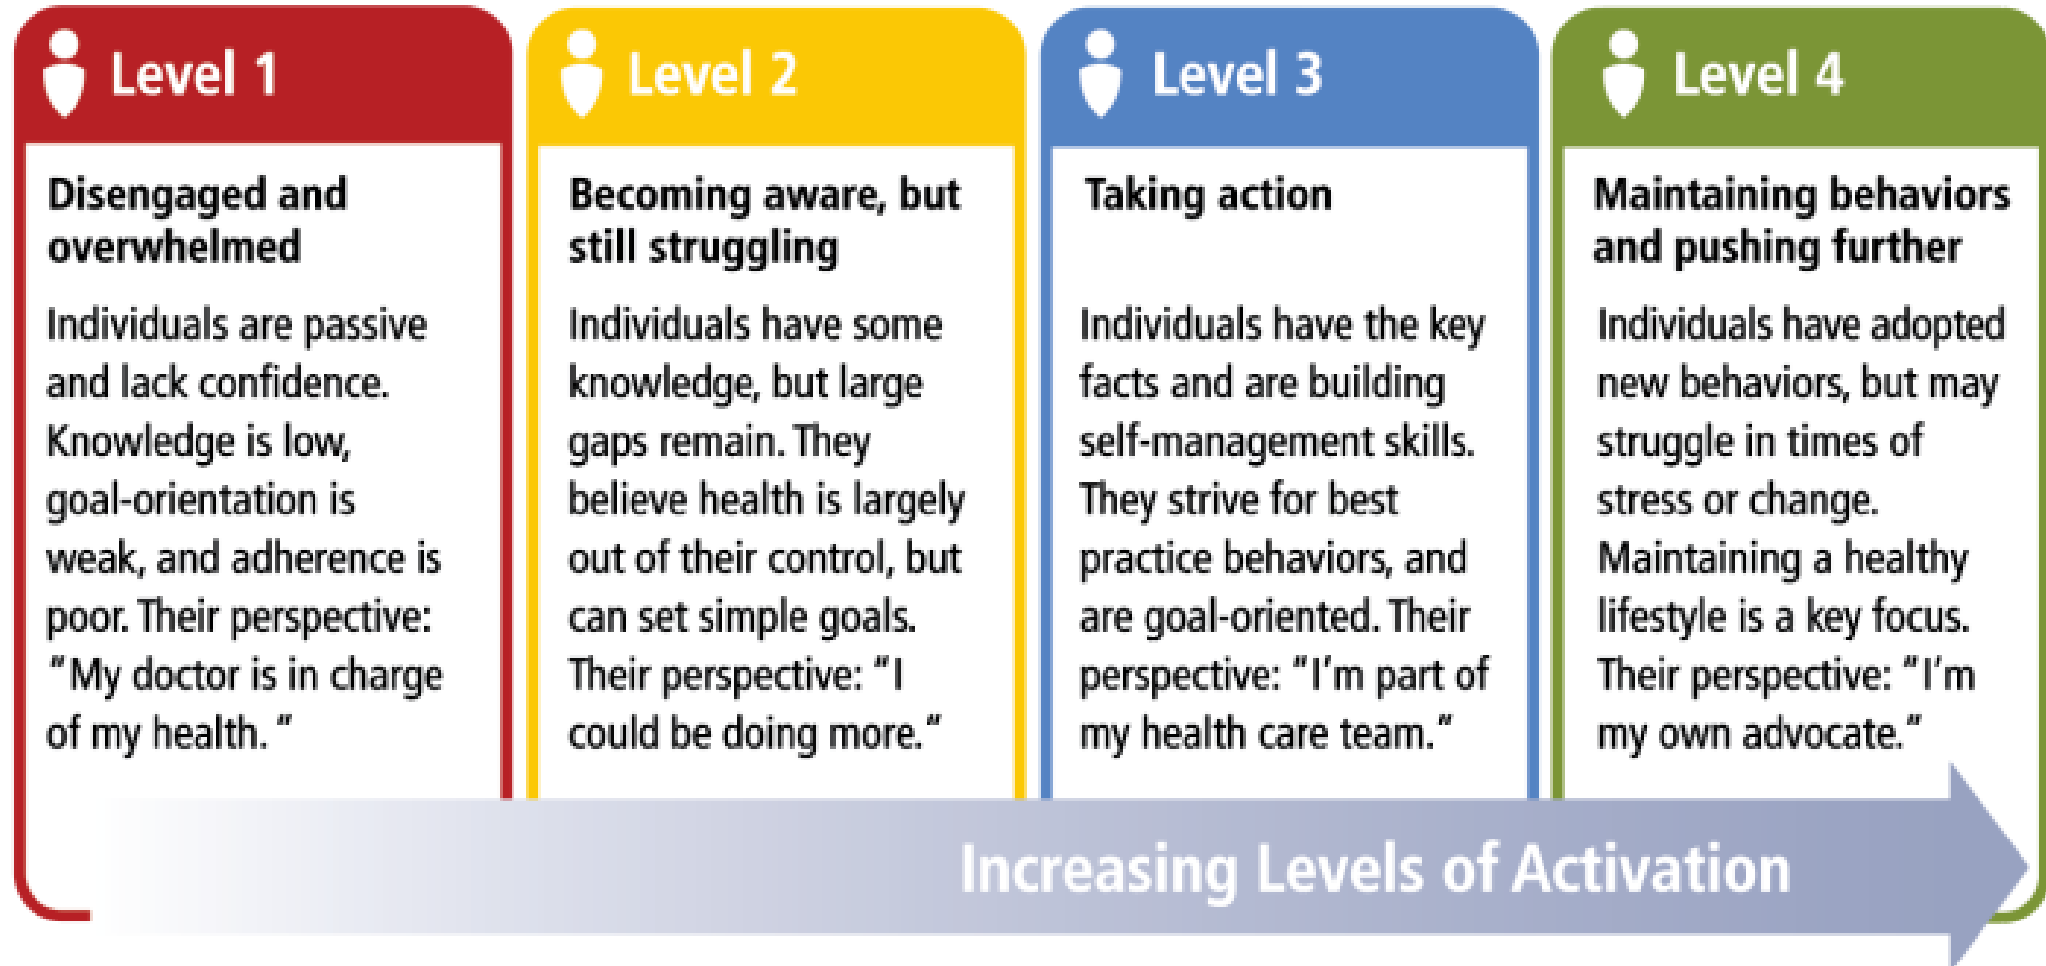 Level 1
Disengaged and
overwhelmed
Individuals are passive
and lack confidence.
Knowledge is low,
goal-orientation is
weak, and adherence is
poor. Their perspective:
"My doctor is in charge
of my health. "
Level 2
Becoming aware, but
still struggling
Individuals have some
knowledge, but large
gaps remain. They
believe health is largely
out of their control, but
can set simple goals.
Their perspective: "I
could be doing more."
Level 3
Taking action
Individuals have the key
facts and are building
self-management skills.
They strive for best
practice behaviors, and
are goal-oriented. Their
perspective: "I'm part of
my health care team."
Level 4
Maintaining behaviors
and pushing further
Individuals have adopted
new behaviors, but may
struggle in times of
stress or change.
Maintaining a healthy
lifestyle is a key focus.
Their perspective: "I'm
my own advocate."
Increasing Levels of Activation